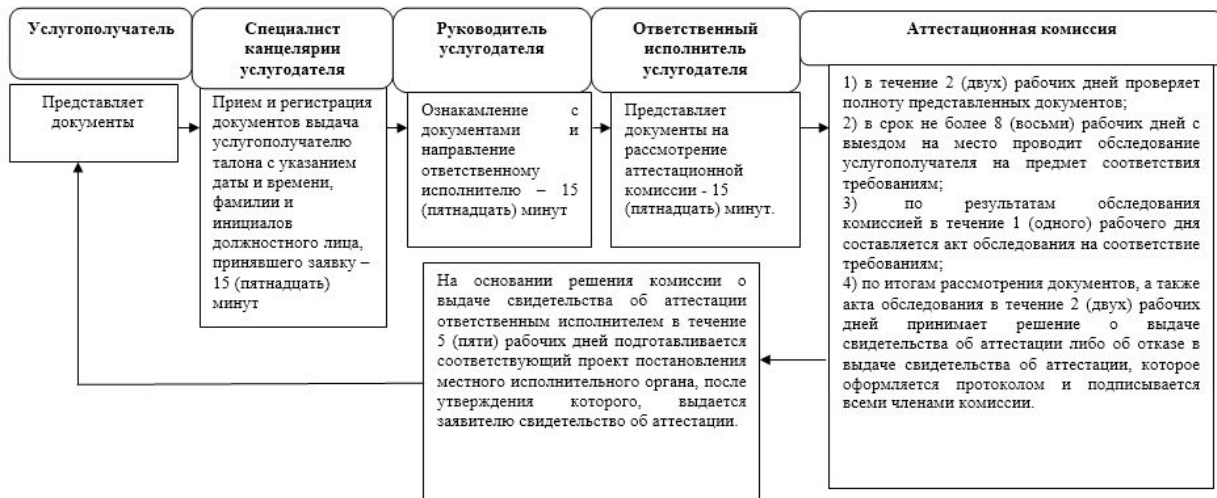 Услугополучатель
Представляет
документы
Специалист
канцелярии
услугодателя
Прием и регистрация
документов выдача
услугополучателю
талона с указанием
даты и времени,
фамилии и
инициалов
должностного лица,
принявшего заявку –
15 (пятнадцать)
минут
Руководитель
услугодателя
Ознакамление с
документами и
направление
ответственному
исполнителю – 15
(пятнадцать) минут
Ответственный
исполнитель
услугодателя
Представляет
документы на
рассмотрение
аттестационной
комиссии - 15
(пятнадцать) минут.
Аттестационная комиссия
1) в течение 2 (двух) рабочих дней проверяет
полноту представленных документов;
2) в срок не более 8 (восьми) рабочих дней с
выездом на место проводит обследование
услугополучателя на предмет соответствия
требованиям;
3) по результатам обследования
комиссией в течение 1 (одного) рабочего дня
составляется акт обследования на соответствие
требованиям;
4) по итогам рассмотрения документов, а также
акта обследования в течение 2 (двух) рабочих
дней принимает решение о выдаче
свидетельства об аттестации либо об отказе в
выдаче свидетельства об аттестации, которое
оформляется протоколом и подписывается
всеми членами комиссии.
На основании решения комиссии о
выдаче свидетельства об аттестации
ответственным исполнителем в течение
5 (пяти) рабочих дней подготавливается
соответствующий проект постановления
местного исполнительного органа, после
утверждения которого, выдается
заявителю свидетельство об аттестации.